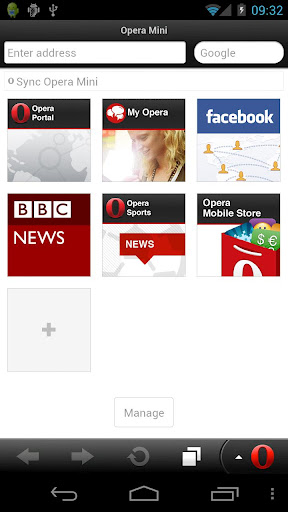 09:32
Opera Mini
Enter address
Google
Sync Opera Mini
Opera
Portal
My Opera
facebook
BBC
NEWS
Opera
Sports
NEWS
Opera
Mobile Store
$ €
+
Manage